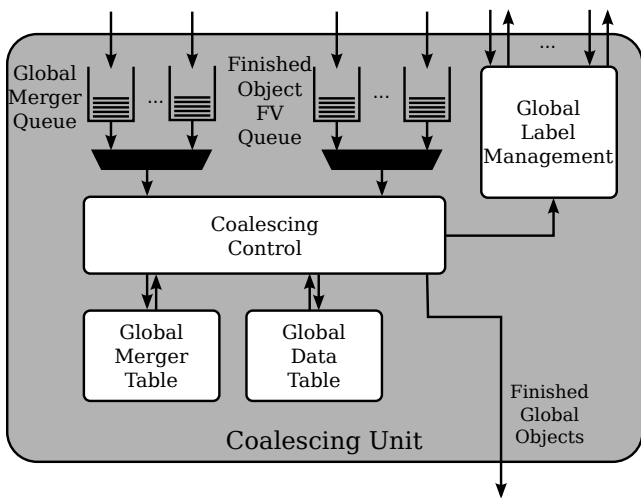 Global
Merger
Queue
...
Finished
Object
FV
Queue
...
...
Global
Label
Management
Coalescing
Control
Global
Merger
Table
Global
Data
Table
Finished
Global
Objects
Coalescing Unit